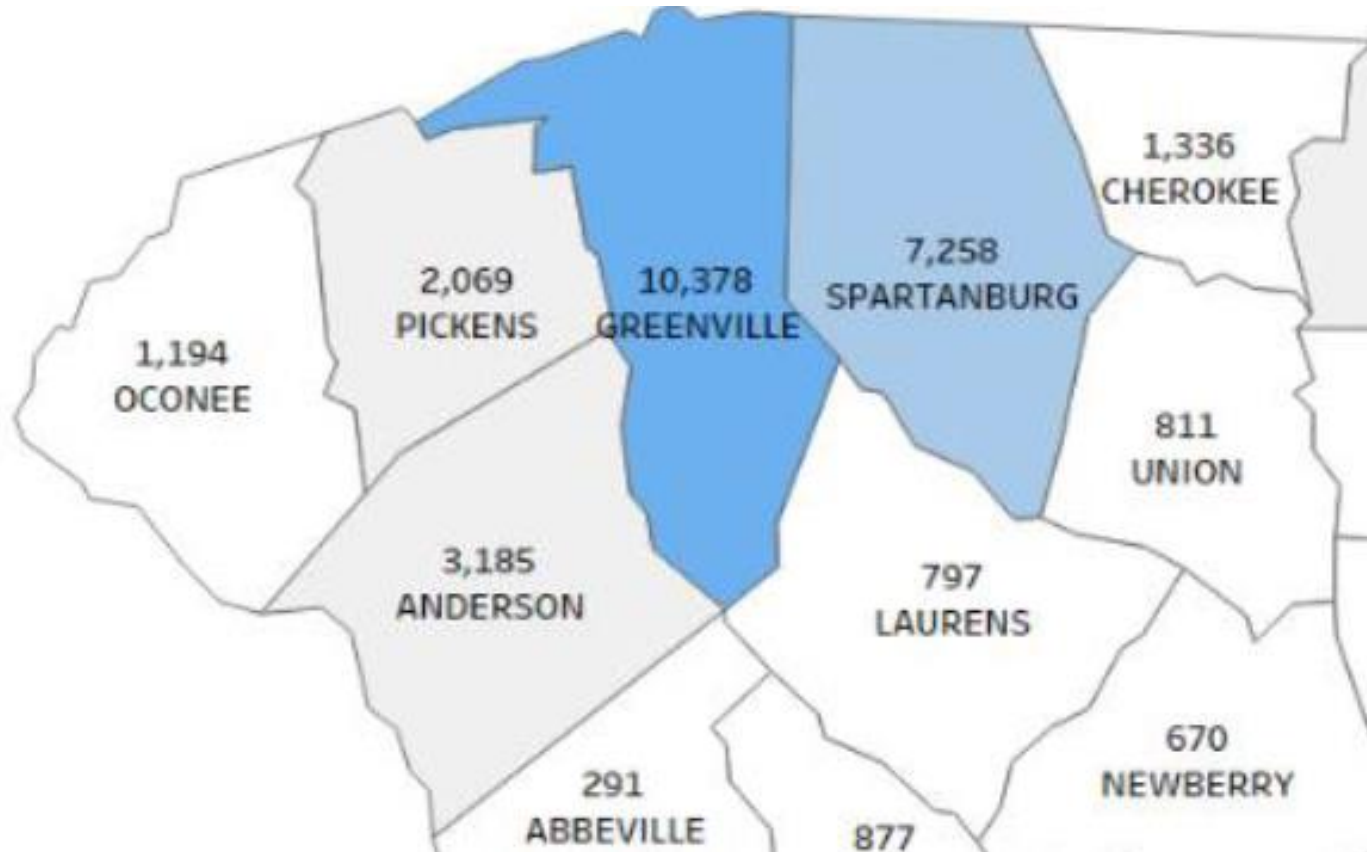 1,336
CHEROKEE
7,258
SPARTANBURG
2,069
PICKENS
10,378
GREENVILLE
1,194
OCONEE
811
UNION
3,185
ANDERSON
797
LAURENS
670
NEWBERRY
291
ABBEVILLE
877